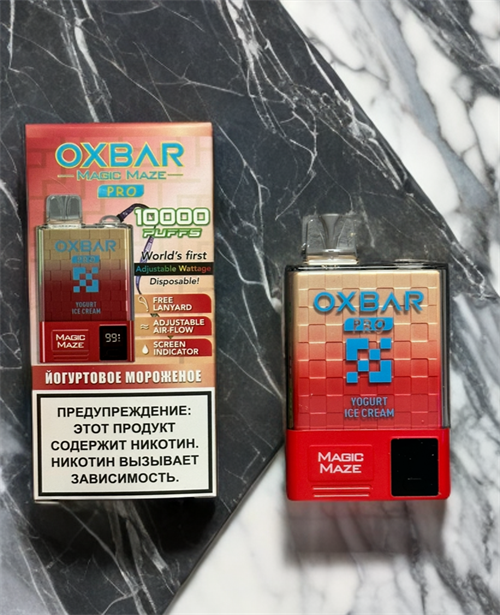 OXBAR
MAGIC MAZE
PRO
10000
PUFFS
World's first
Adjustable Wattage
Disposable!
FREE
LANYARD
ADJUSTABLE
AIR-FLOW
SCREEN
INDICATOR
OXBAR
PRO
YOGURT
ICE CREAM
MAGIC
MAZE
99
ЙОГУРТОВОЕ МОРОЖЕНОЕ
ПРЕДУПРЕЖДЕНИЕ:
ЭТОТ ПРОДУКТ
СОДЕРЖИТ НИКОТИН.
НИКОТИН ВЫЗЫВАЕТ
ЗАВИСИМОСТЬ.
OXBAR
PRO
YOGURT
ICE CREAM
MAGIC
MAZE